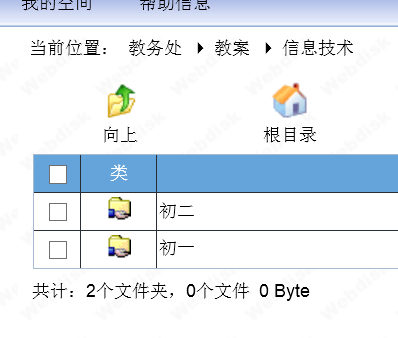 我的空间 帮助信息
当前位置： 教务处 教案 信息技术
向上 根目录
类
初二
初一
共计：2个文件夹，0个文件 0 Byte